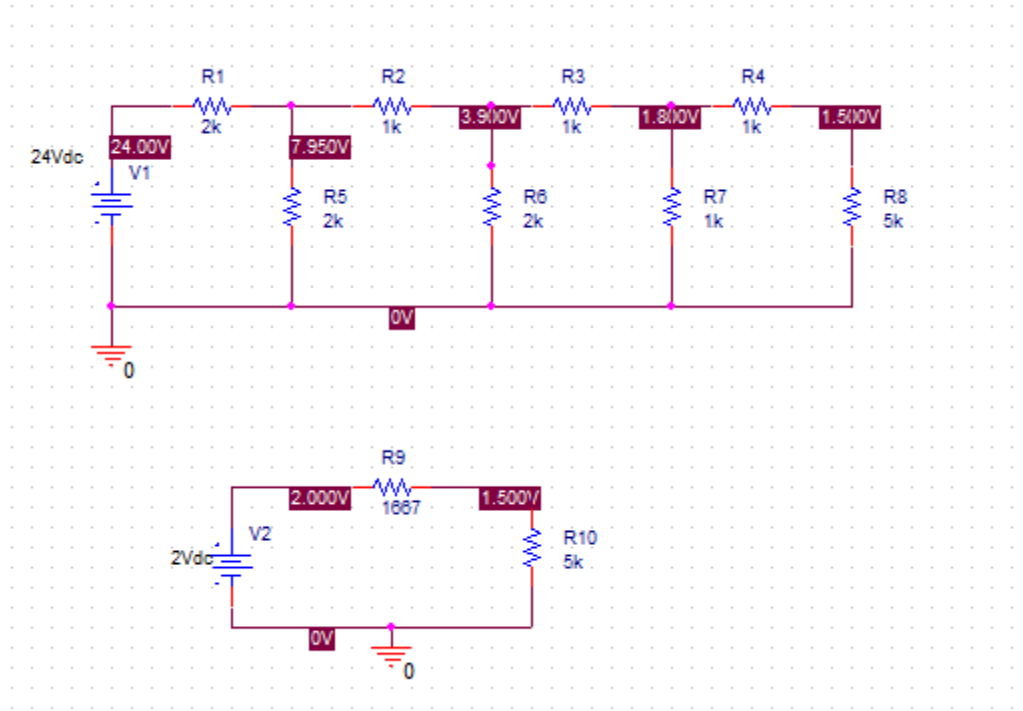 R1 R2 R3 R4
2k 1k 1k 1k
3.900V 1.800V 1.500V
24.00V 7.950V
24Vdc V1
R5 R6 R7 R8
2k 2k 1k 5k
0V
0
R9
2.000V 1667 1.500V
V2 R10
2Vdc 5k
0V
0